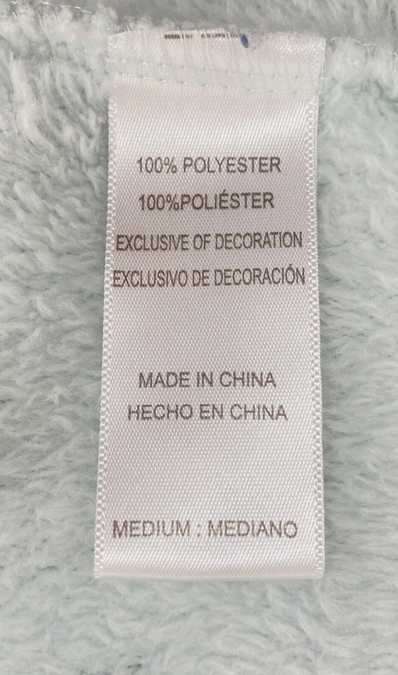 100% POLYESTER
100%POLIÉSTER
EXCLUSIVE OF DECORATION
EXCLUSIVO DE DECORACIÓN
MADE IN CHINA
HECHO EN CHINA
MEDIUM : MEDIANO